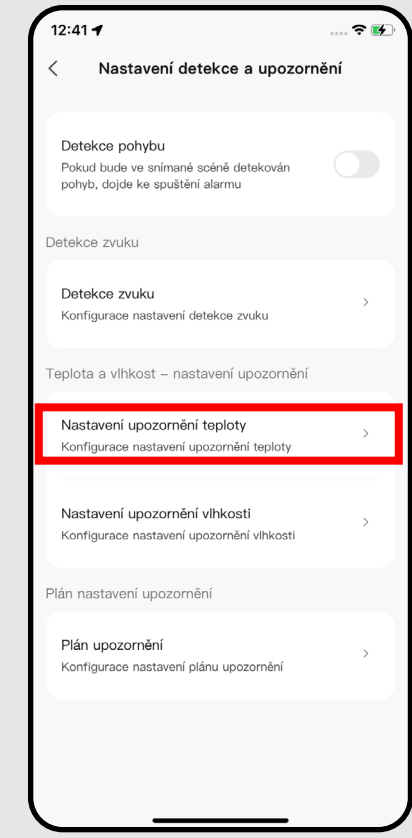 12:41
Nastavení detekce a upozornění
Detekce pohybu
Pokud bude ve snímané scéně detekován
pohyb, dojde ke spuštění alarmu
Detekce zvuku
Detekce zvuku
Konfigurace nastavení detekce zvuku
Teplota a vlhkost – nastavení upozornění
Nastavení upozornění teploty
Konfigurace nastavení upozornění teploty
Nastavení upozornění vlhkosti
Konfigurace nastavení upozornění vlhkosti
Plán nastavení upozornění
Plán upozornění
Konfigurace nastavení plánu upozornění